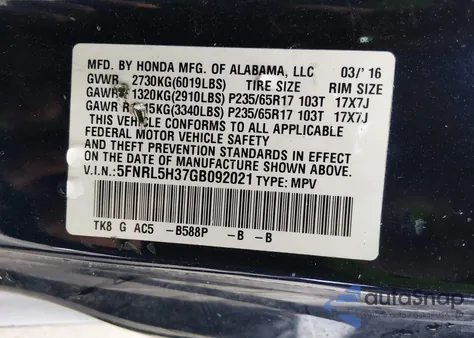 MFD. BY HONDA MFG. OF ALABAMA, LLC 03/'16
GVWR 2730KG(6019LBS) TIRE SIZE RIM SIZE
GAWR 1320KG(2910LBS) P235/65R17 103T 17X7J
GAWR R 15KG(3340LBS) P235/65R17 103T 17X7J
THIS VEHICLE CONFORMS TO ALL APPLICABLE
FEDERAL MOTOR VEHICLE SAFETY
AND THEFT PREVENTION STANDARDS IN EFFECT
ON THE DATE OF MANUFACTURE SHOWN ABOVE.
V.I.N.:5FNRL5H37GB092021 TYPE: MPV
TK8 G AC5 -B588P -B -B
autoSnap